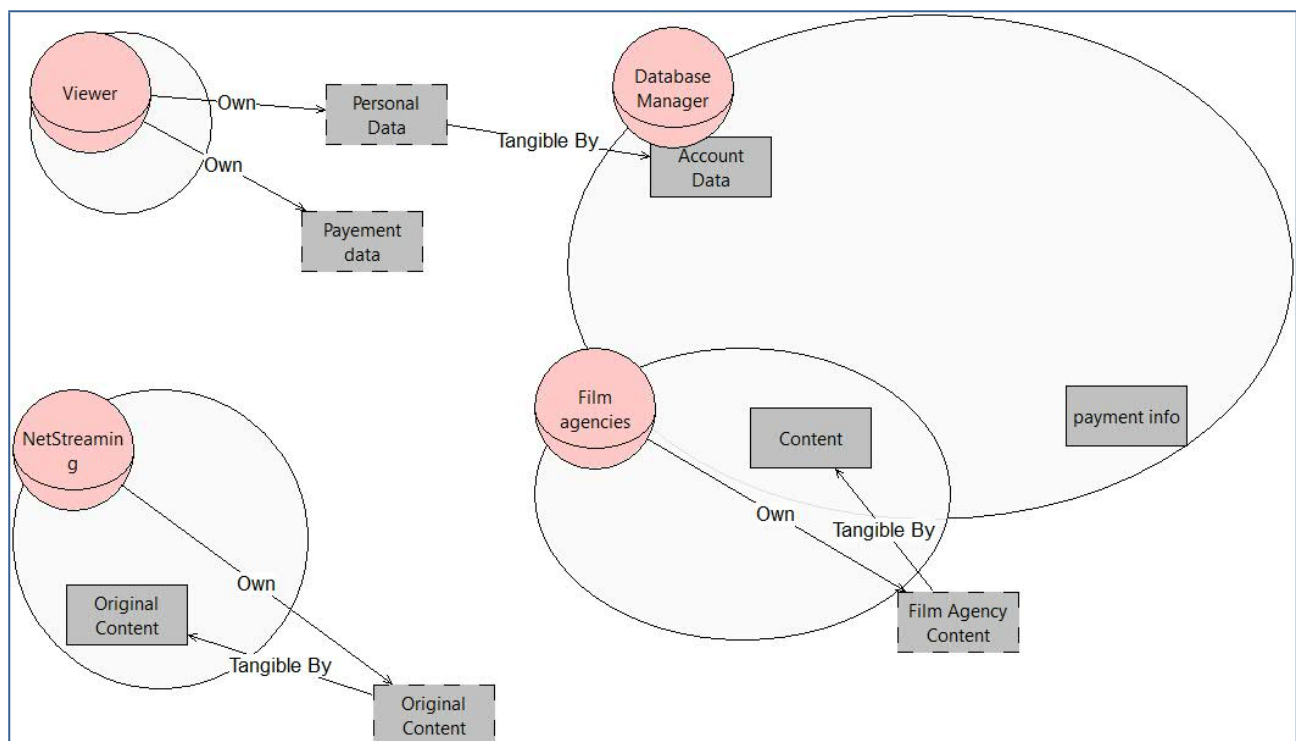 Viewer
Own
Personal
Data
Tangible By
Database
Manager
Account
Data
Own
Payement
data
NetStreamin
g
Own
Original
Content
Tangible By
Original
Content
Film
agencies
Content
payment info
Own
Tangible By
Film Agency
Content